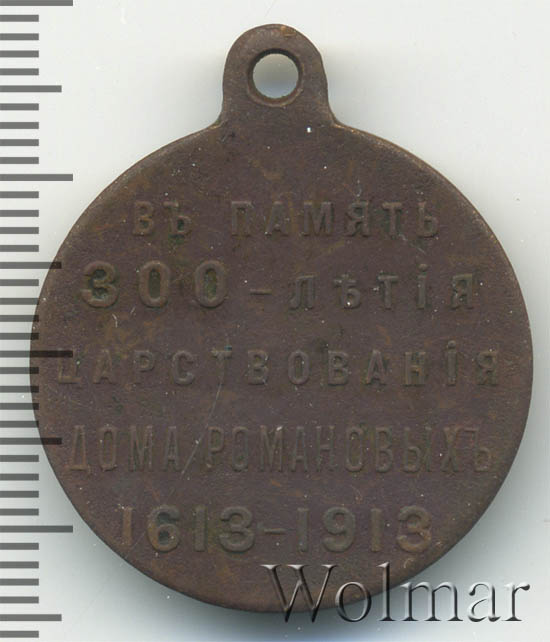 ВЪ ПАМЯТЬ
300-ЛѢТІЯ
ЦАРСТВОВАНІЯ
ДОМА РОМАНОВЫХЪ
1613-1913
Wolmar